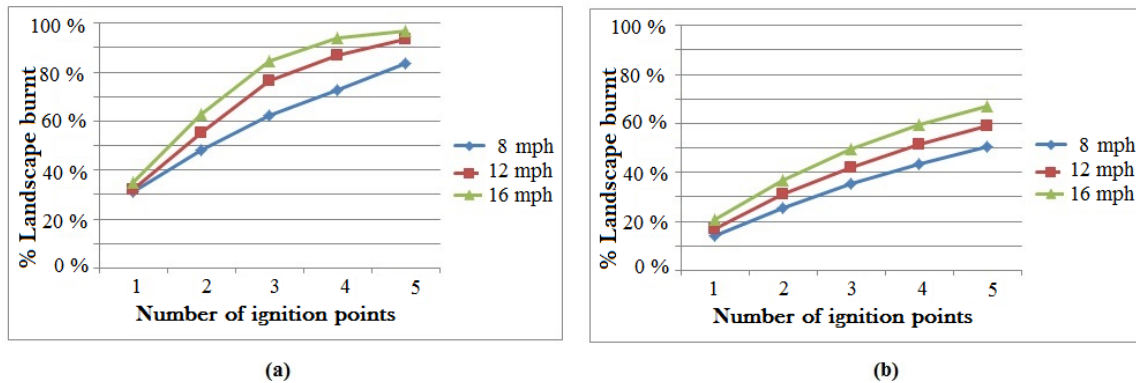 % Landscape burnt
100 %
80 %
60 %
40 %
20 %
0 %
1 2 3 4 5
Number of ignition points
8 mph
12 mph
16 mph
(a)
% Landscape burnt
100 %
80 %
60 %
40 %
20 %
0 %
1 2 3 4 5
Number of ignition points
8 mph
12 mph
16 mph
(b)